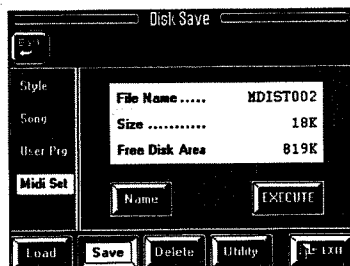 Disk Save
Style
Song
User Prg
Midi Set
File Name ..... MDIST002
Size ........... 18K
Free Disk Area 819K
Name
EXECUTE
Load
Save
Delete
Utility
EXIT